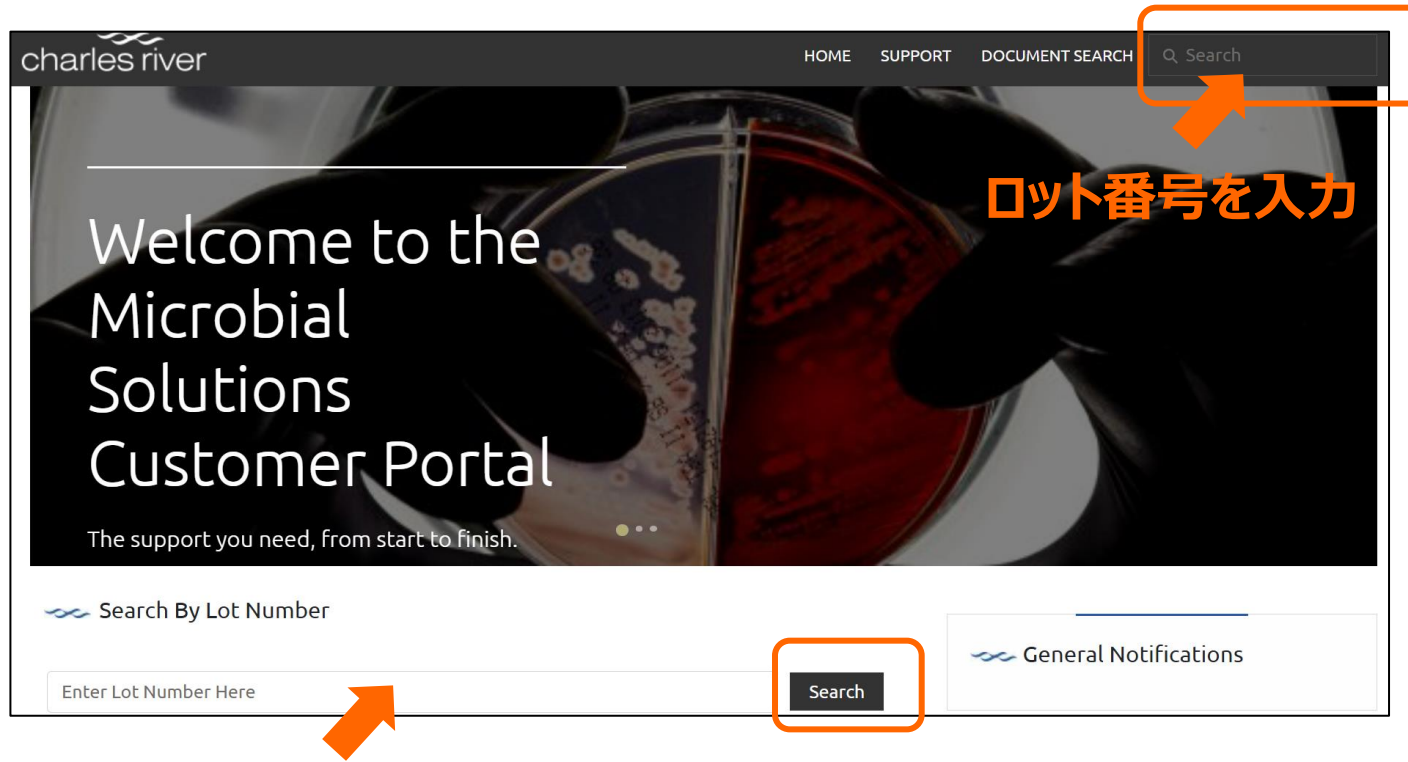 charles river
HOME SUPPORT DOCUMENT SEARCH Search
ロット番号を入力
Welcome to the
Microbial
Solutions
Customer Portal
The support you need, from start to finish.
Search By Lot Number
General Notifications
Enter Lot Number Here
Search